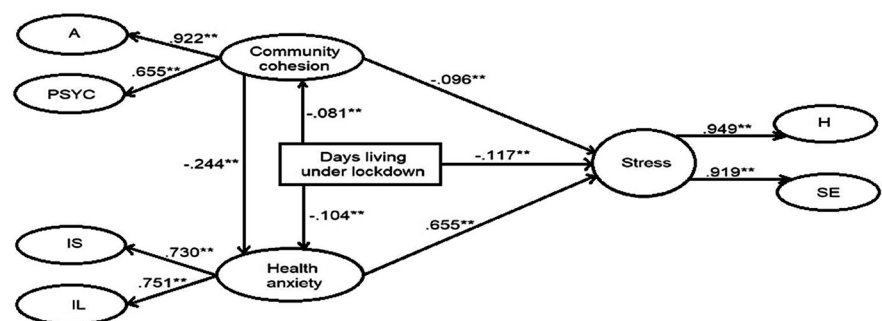 A
.922**
Community
cohesion
.655**
PSYC
-.096**
-.081**
.949**
H
-.244**
Days living
under lockdown
-.117**
Stress
.919**
SE
-.104**
.655**
IS
.730**
Health
anxiety
.751**
IL